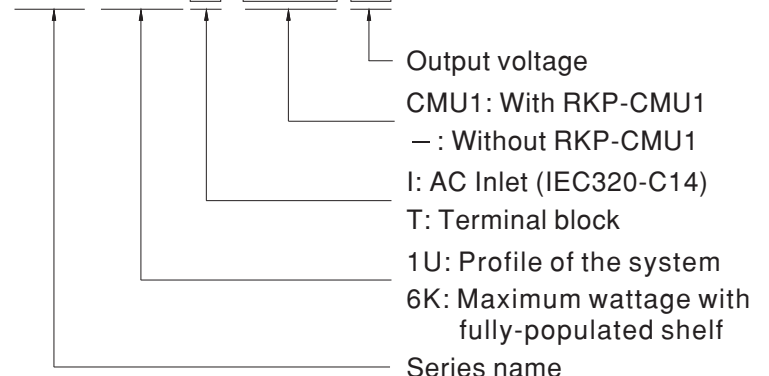 Output voltage
CMU1: With RKP-CMU1
– : Without RKP-CMU1
I: AC Inlet (IEC320-C14)
T: Terminal block
1U: Profile of the system
6K: Maximum wattage with
fully-populated shelf
Series name